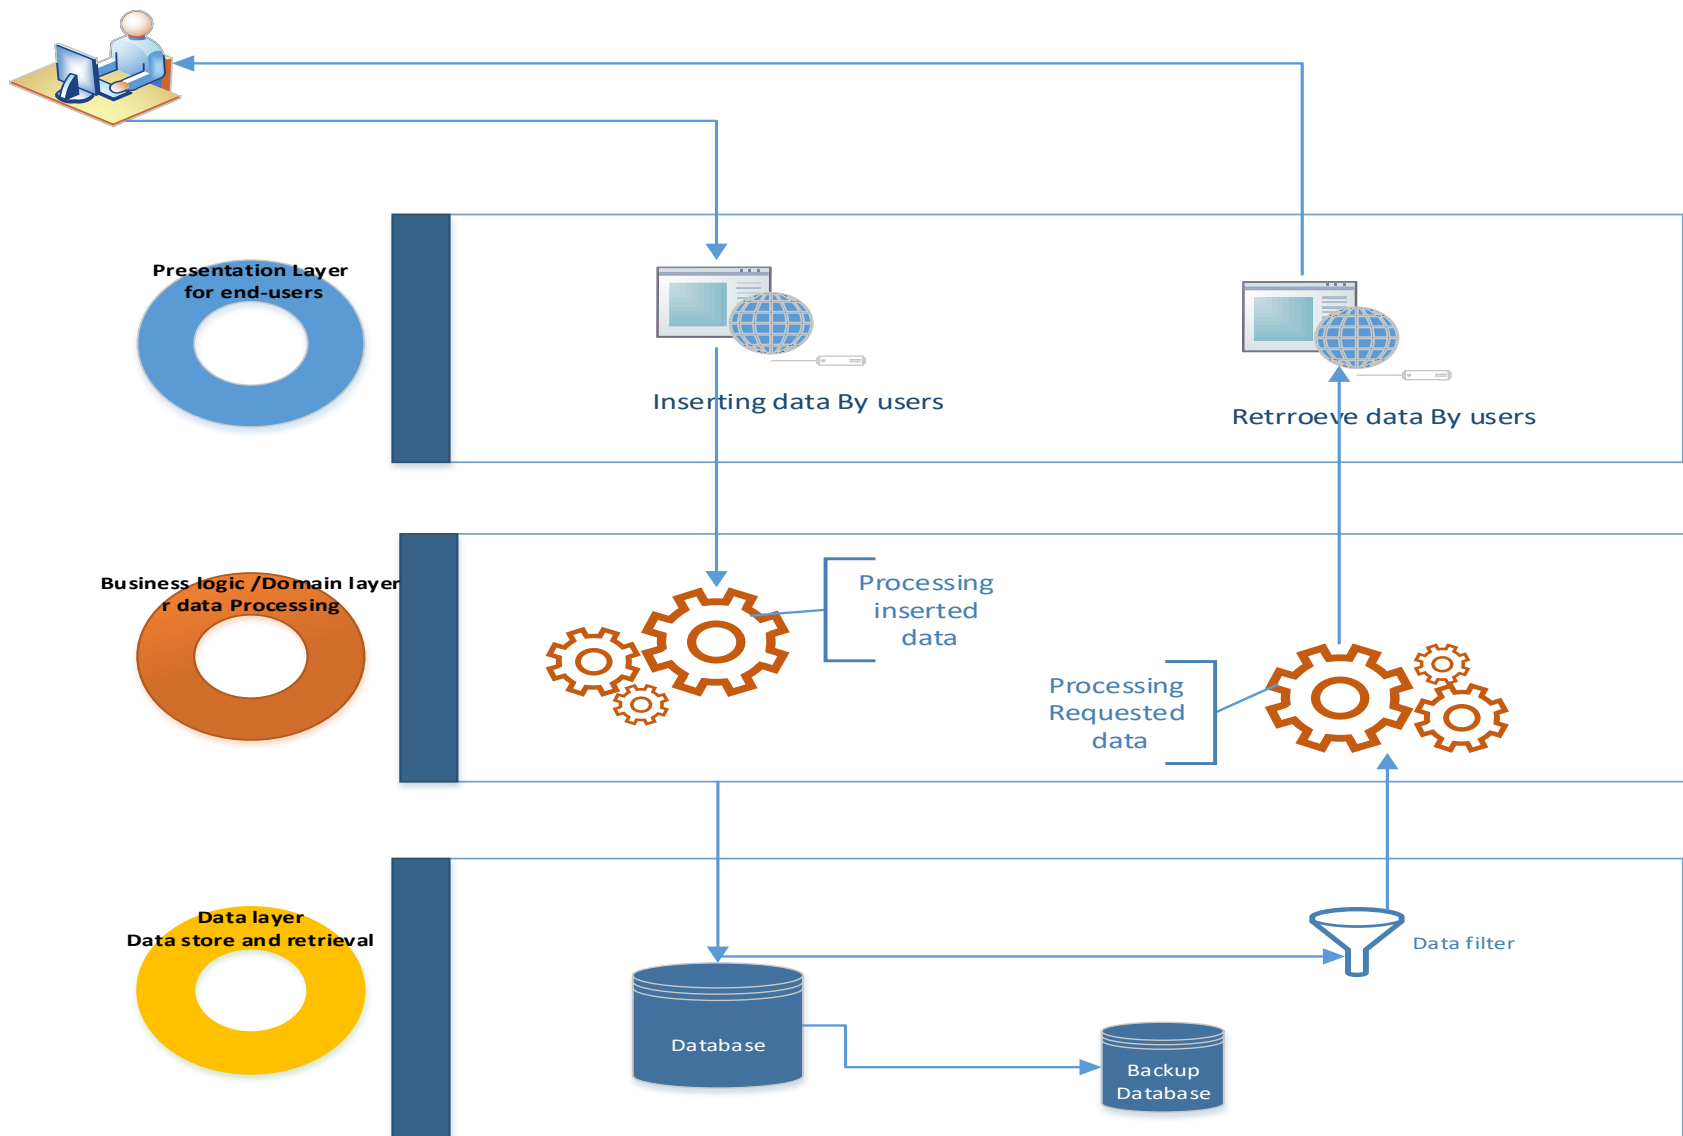 Presentation Layer
for end-users
Inserting data By users
Retrroeve data By users
Business logic /Domain layer
r data Processing
Processing
inserted
data
Processing
Requested
data
Data layer
Data store and retrieval
Data filter
Database
Backup
Database